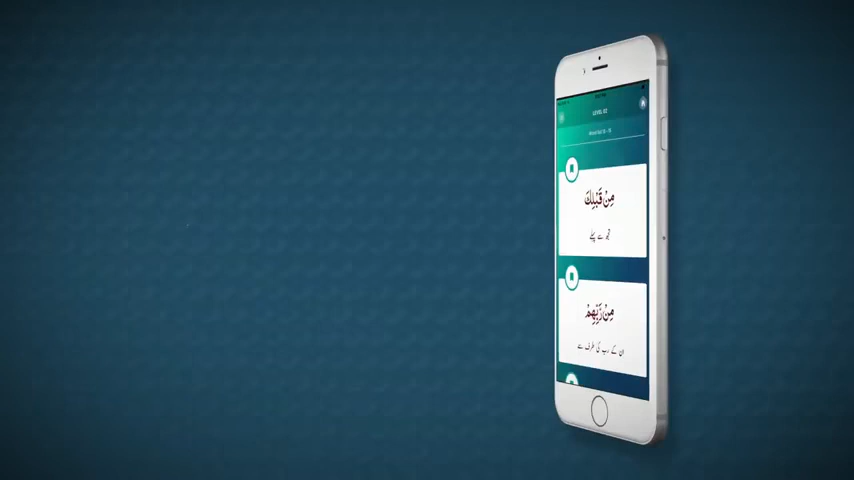 LEVEL 02
مِنْ قَبْلِكَ
تجھ سے پہلے
مِنْ رَبِّهِمْ
ان کے رب کی طرف سے